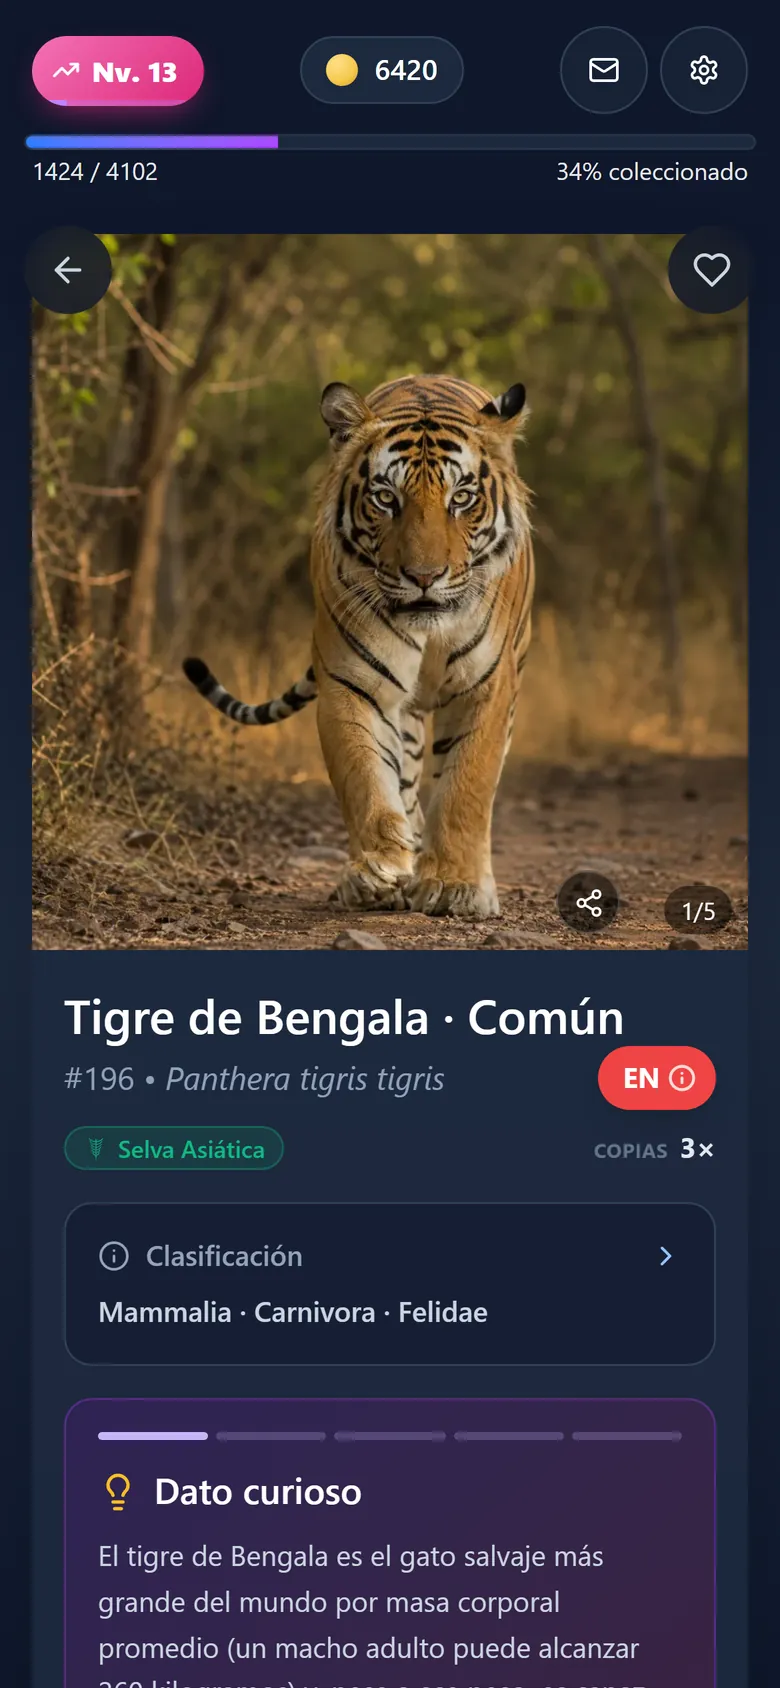 Nv. 13
6420
1424 / 4102
34% coleccionado
1/5
Tigre de Bengala · Común
#196 • Panthera tigris tigris
EN
Selva Asiática
COPIAS 3×
Clasificación
Mammalia · Carnivora · Felidae
Dato curioso
El tigre de Bengala es el gato salvaje más
grande del mundo por masa corporal
promedio (un macho adulto puede alcanzar